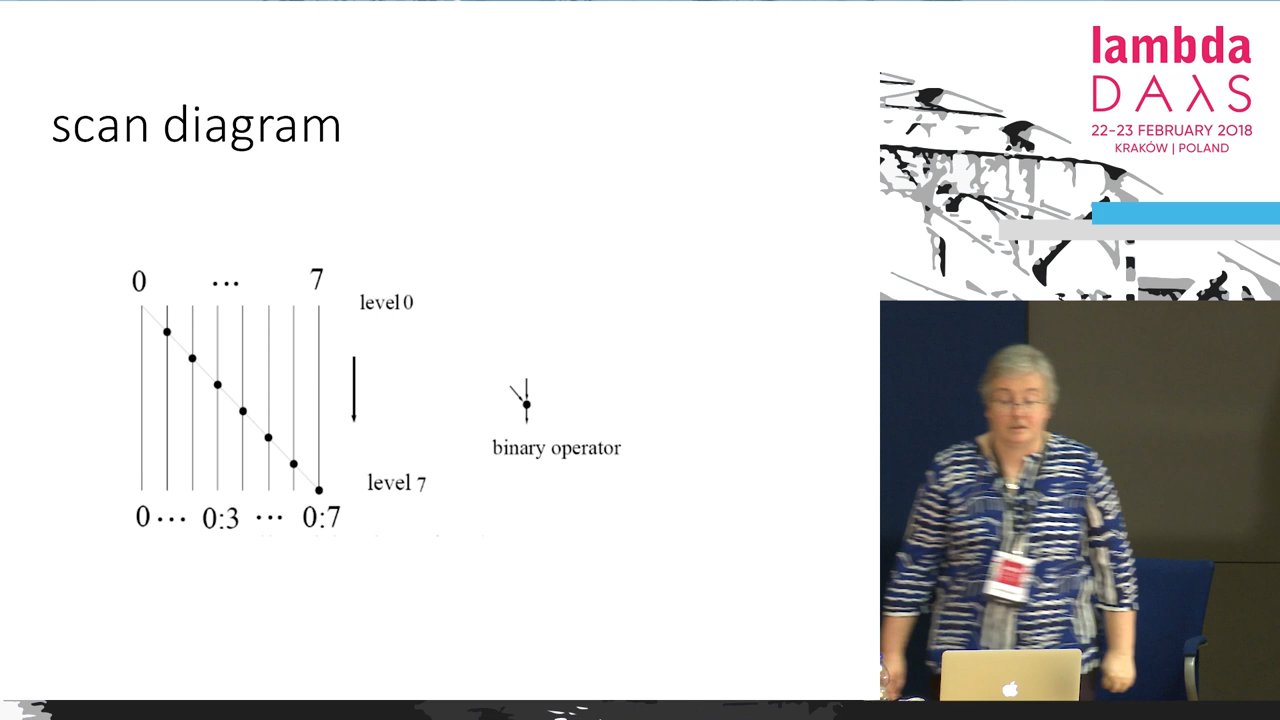 scan diagram
0 ... 7
level 0
binary operator
level 7
0 ... 0:3 ... 0:7
lambda
DAλS
22-23 FEBRUARY 2018
KRAKÓW | POLAND